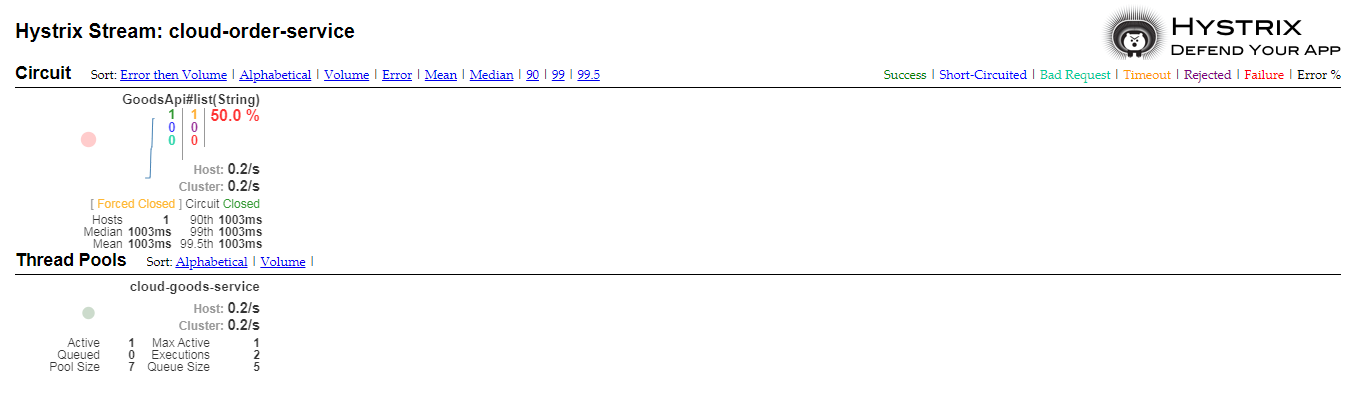 Hystrix Stream: cloud-order-service
HYSTRIX
DEFEND YOUR APP
Circuit Sort: Error then Volume | Alphabetical | Volume | Error | Mean | Median | 90 | 99 | 99.5
Success | Short-Circuited | Bad Request | Timeout | Rejected | Failure | Error %
GoodsApi#list(String)
1 1 50.0 %
0 0
0 0
Host: 0.2/s
Cluster: 0.2/s
[ Forced Closed ] Circuit Closed
Hosts 1 90th 1003ms
Median 1003ms 99th 1003ms
Mean 1003ms 99.5th 1003ms
Thread Pools Sort: Alphabetical | Volume |
cloud-goods-service
Host: 0.2/s
Cluster: 0.2/s
Active 1 Max Active 1
Queued 0 Executions 2
Pool Size 7 Queue Size 5